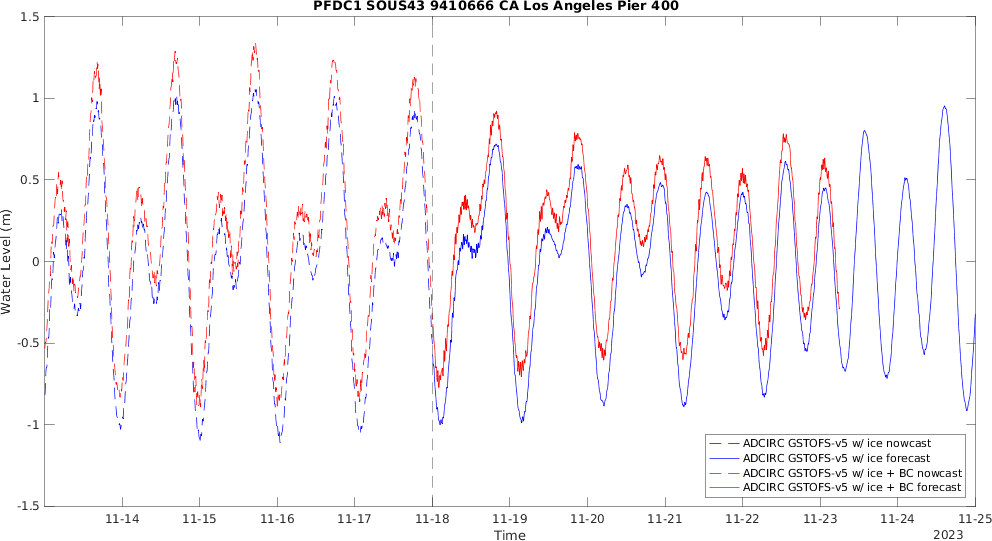 PFDC1 SOUS43 9410666 CA Los Angeles Pier 400
1.5
1
0.5
0
-0.5
-1
-1.5
Water Level (m)
11-14
11-15
11-16
11-17
11-18
11-19
11-20
11-21
11-22
11-23
11-24
11-25
Time
2023
ADCIRC GSTOFS-v5 w/ ice nowcast
ADCIRC GSTOFS-v5 w/ ice forecast
ADCIRC GSTOFS-v5 w/ ice + BC nowcast
ADCIRC GSTOFS-v5 w/ ice + BC forecast